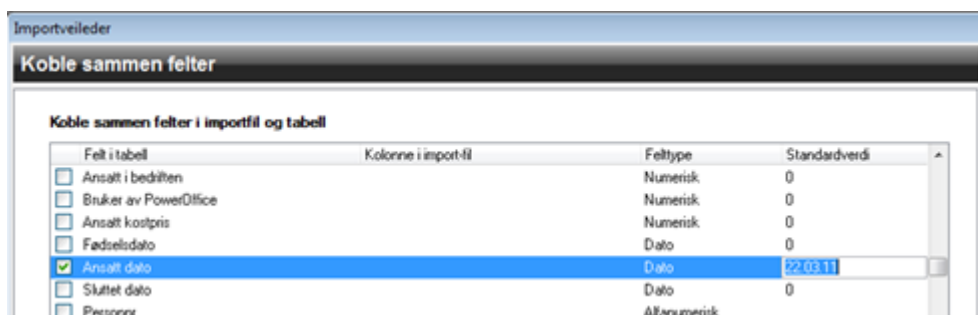 Importveileder
Koble sammen felter
Koble sammen felter i importfil og tabell
Felt i tabell Kolonne i import-fil Felttype Standardverdi
Ansatt i bedriften Numerisk 0
Bruker av PowerOffice Numerisk 0
Ansatt kostpris Numerisk 0
Fødselsdato Dato 0
Ansatt dato Dato 22.03.11
Sluttet dato Dato 0
Personnr Alfanumerisk